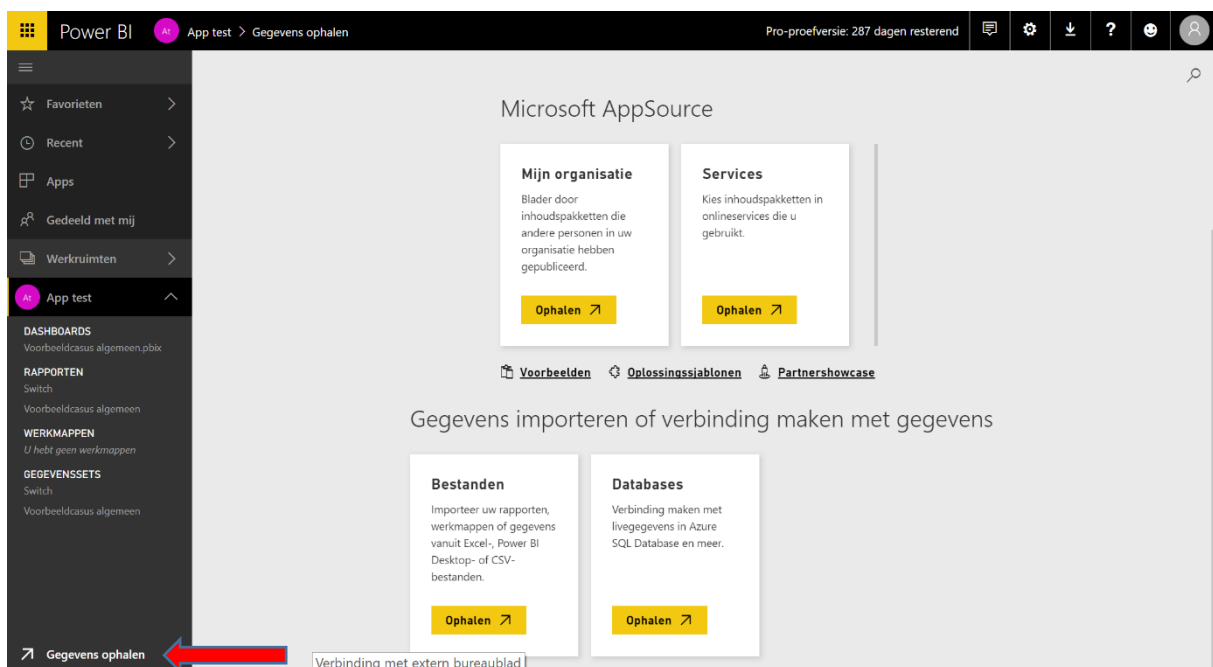 Power BI
At
App test > Gegevens ophalen
Pro-proefversie: 287 dagen resterend
?
Favorieten
Recent
Apps
Gedeeld met mij
Werkruimten
At
App test
DASHBOARDS
Voorbeeldcasus algemeen.pbix
RAPPORTEN
Switch
Voorbeeldcasus algemeen
WERKMAPPEN
U hebt geen werkmappen
GEGEVENSSETS
Switch
Voorbeeldcasus algemeen
Gegevens ophalen
Microsoft AppSource
Mijn organisatie
Blader door
inhoudspakketten die
andere personen in uw
organisatie hebben
gepubliceerd.
Ophalen
Services
Kies inhoudspakketten in
onlineservices die u
gebruikt.
Ophalen
Voorbeelden
Oplossingssjablonen
Partnershowcase
Gegevens importeren of verbinding maken met gegevens
Bestanden
Importeer uw rapporten,
werkmappen of gegevens
vanuit Excel-, Power BI
Desktop- of CSV-
bestanden.
Ophalen
Databases
Verbinding maken met
livegegevens in Azure
SQL Database en meer.
Ophalen
Verbinding met extern bureaublad